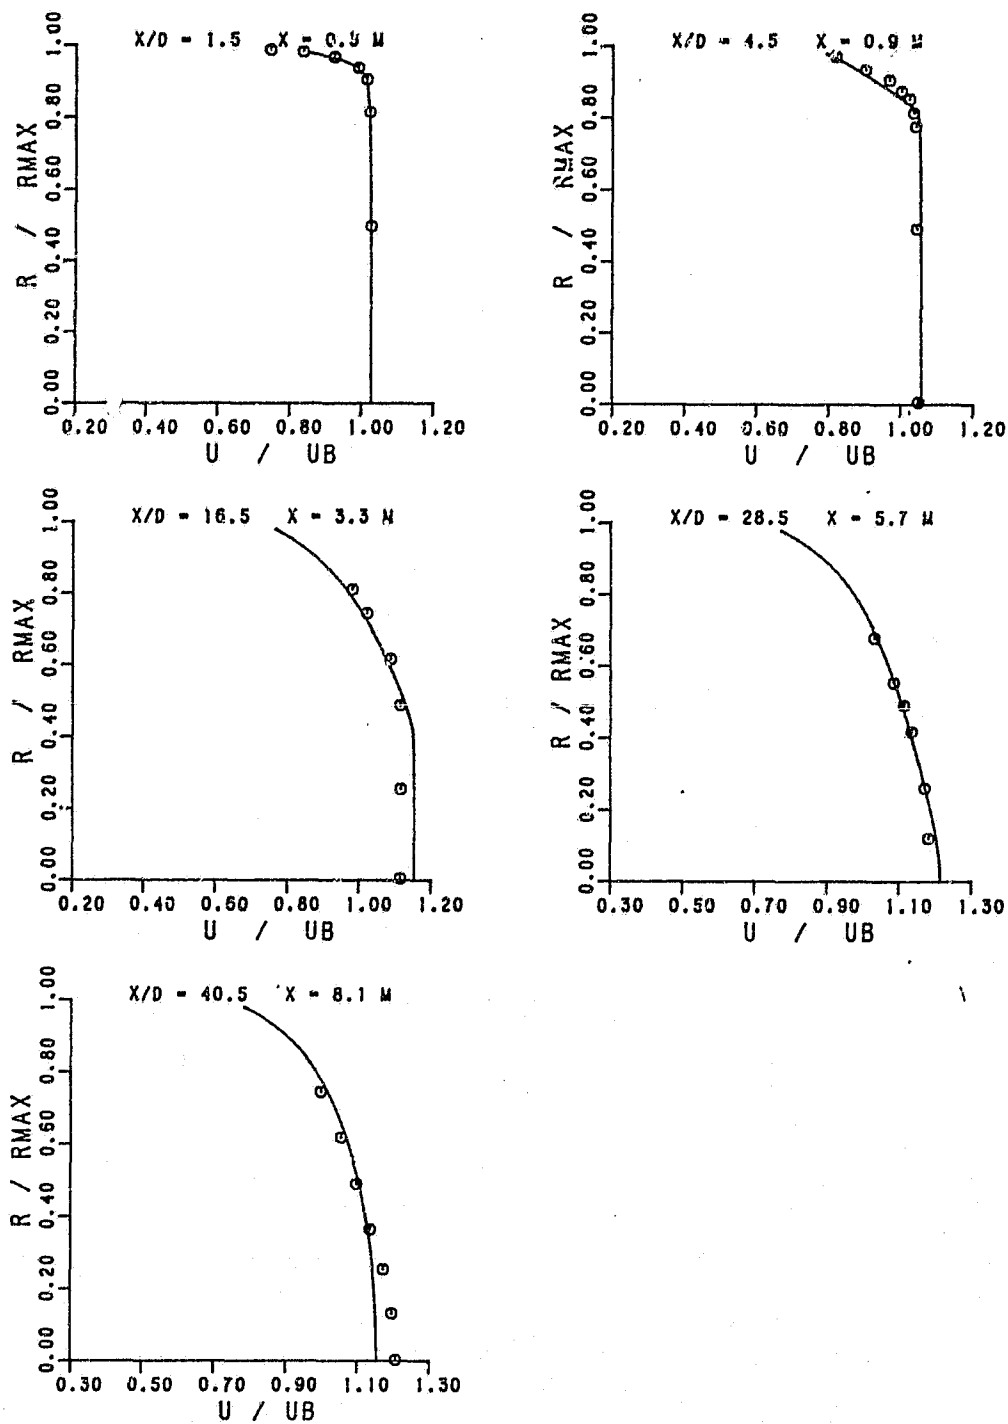 X/D = 1.5 X = 0.3 M
1.00
0.80
0.60
0.40
0.20
0.00
R / RMAX
0.20 0.40 0.60 0.80 1.00 1.20
U / UB
X/D = 4.5 X = 0.9 M
1.00
0.80
0.60
0.40
0.20
0.00
R / RMAX
0.20 0.40 0.60 0.80 1.00 1.20
U / UB
X/D = 16.5 X = 3.3 M
1.00
0.80
0.60
0.40
0.20
0.00
R / RMAX
0.20 0.40 0.60 0.80 1.00 1.20
U / UB
X/D = 28.5 X = 5.7 M
1.00
0.80
0.60
0.40
0.20
0.00
R / RMAX
0.30 0.50 0.70 0.90 1.10 1.30
U / UB
X/D = 40.5 X = 8.1 M
1.00
0.80
0.60
0.40
0.20
0.00
R / RMAX
0.30 0.50 0.70 0.90 1.10 1.30
U / UB